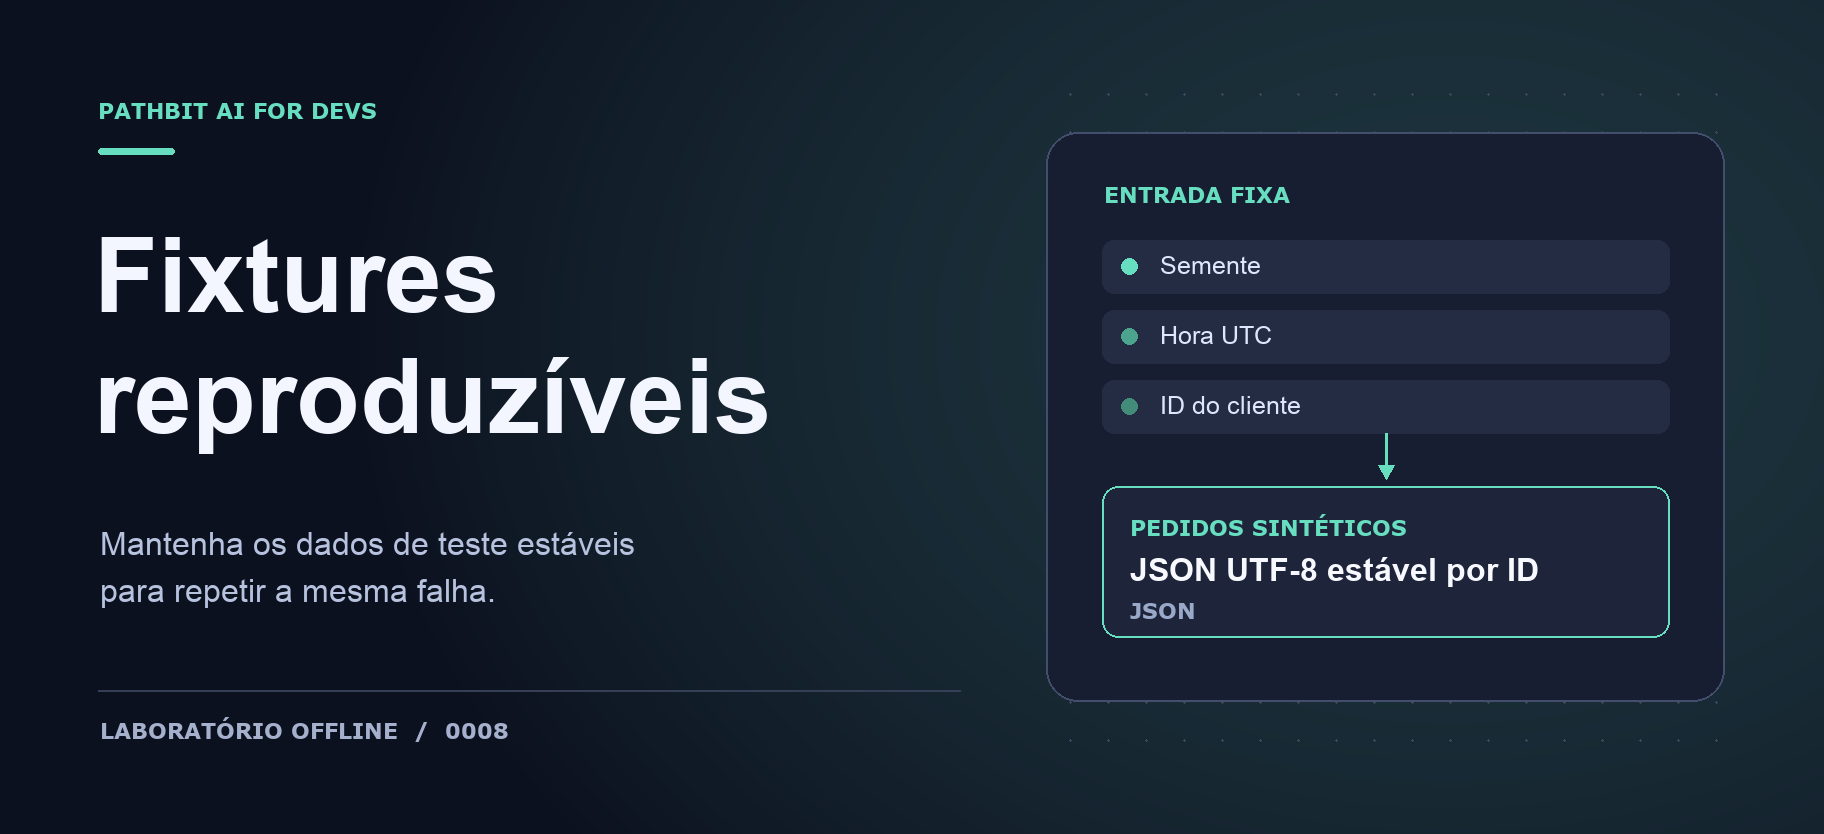 PATHBIT AI FOR DEVS
Fixtures
reproduzíveis
Mantenha os dados de teste estáveis
para repetir a mesma falha.
LABORATÓRIO OFFLINE / 0008
ENTRADA FIXA
Semente
Hora UTC
ID do cliente
PEDIDOS SINTÉTICOS
JSON UTF-8 estável por ID
JSON